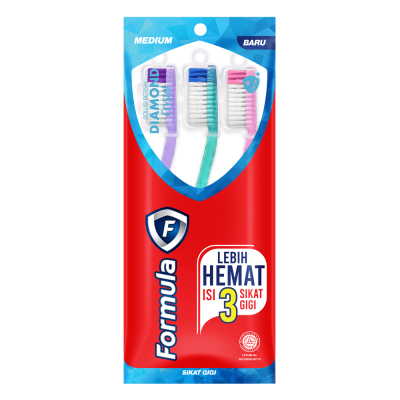 MEDIUM
BARU
DIAMOND
Formula
F
LEBIH
HEMAT
ISI 3 SIKAT
GIGI
SIKAT GIGI